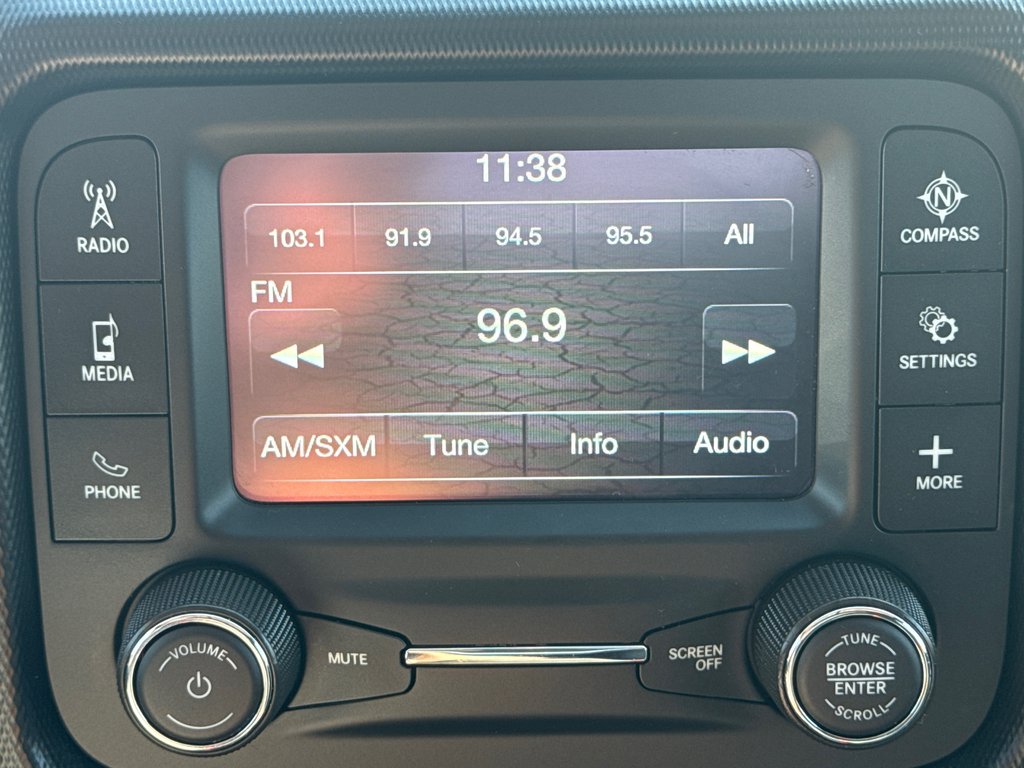 11:38
103.1 91.9 94.5 95.5 All
FM
96.9
AM/SXM Tune Info Audio
RADIO
MEDIA
PHONE
N
COMPASS
SETTINGS
MORE
VOLUME
MUTE
SCREEN
OFF
TUNE
BROWSE
ENTER
SCROLL